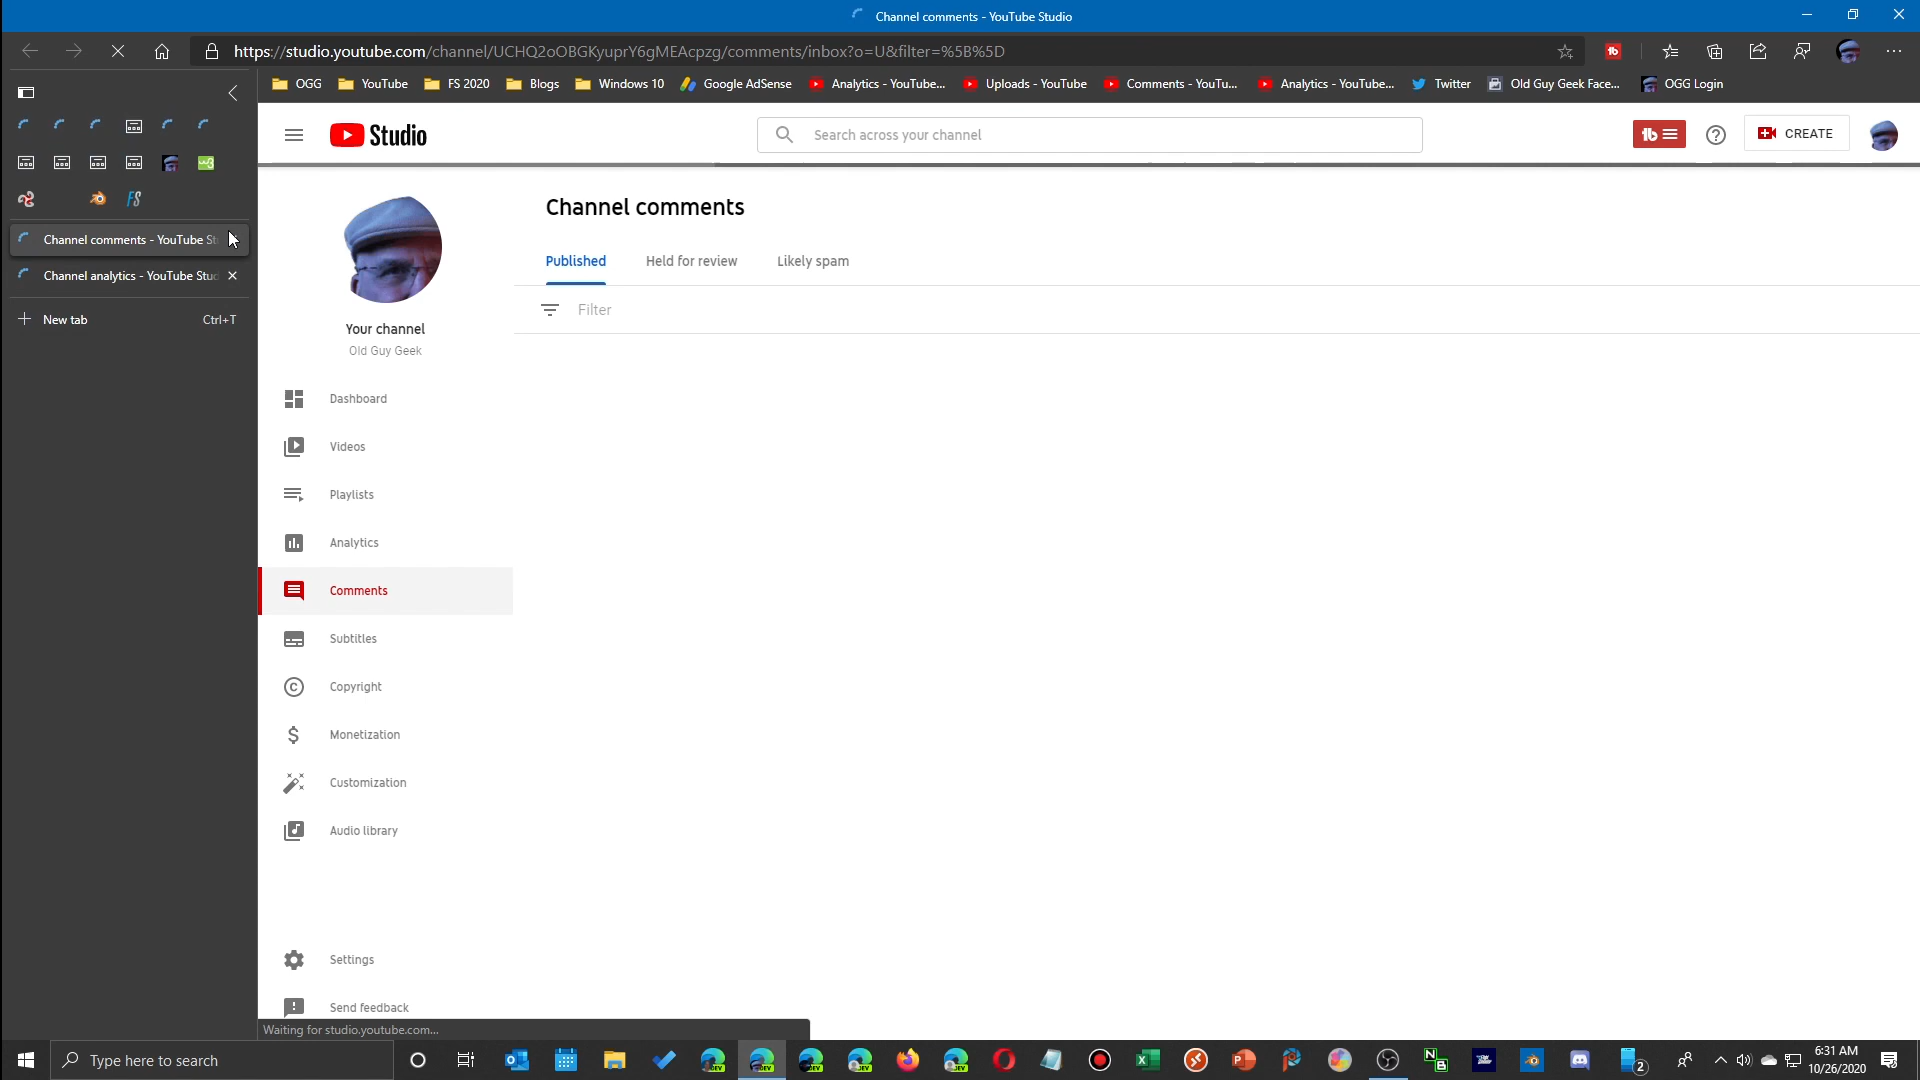 Channel comments - YouTube Studio
https://studio.youtube.com/channel/UCHQ2oOBGKyuprY6gMEAcpzg/comments/inbox?o=U&filter=%5B%5D
OGG YouTube FS 2020 Blogs Windows 10 Google AdSense Analytics - YouTube... Uploads - YouTube Comments - YouTu... Analytics - YouTube... Twitter Old Guy Geek Face... OGG Login
Studio
Search across your channel
CREATE
Channel comments - YouTube St
Channel analytics - YouTube Stud
New tab Ctrl+T
Channel comments
Published Held for review Likely spam
Filter
Your channel
Old Guy Geek
Dashboard
Videos
Playlists
Analytics
Comments
Subtitles
Copyright
Monetization
Customization
Audio library
Settings
Send feedback
Waiting for studio.youtube.com...
Type here to search
6:31 AM
10/26/2020